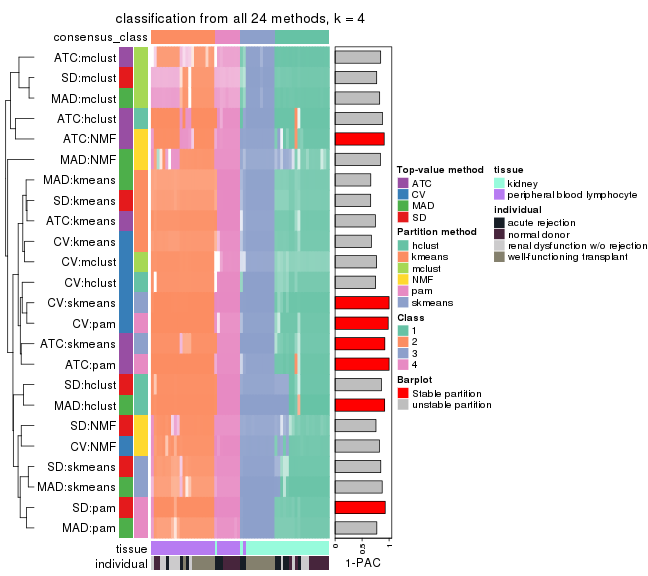 classification from all 24 methods, k = 4
consensus_class
ATC:mclust
SD:mclust
MAD:mclust
ATC:hclust
ATC:NMF
MAD:NMF
MAD:kmeans
SD:kmeans
ATC:kmeans
CV:kmeans
CV:mclust
CV:hclust
CV:skmeans
CV:pam
ATC:skmeans
ATC:pam
SD:hclust
MAD:hclust
SD:NMF
CV:NMF
SD:skmeans
MAD:skmeans
SD:pam
MAD:pam
tissue
individual
0 0.5 1
1-PAC
Top-value method
ATC
CV
MAD
SD
Partition method
hclust
kmeans
mclust
NMF
pam
skmeans
Class
1
2
3
4
Barplot
Stable partition
unstable partition
tissue
kidney
peripheral blood lymphocyte
individual
acute rejection
normal donor
renal dysfunction w/o rejection
well-functioning transplant